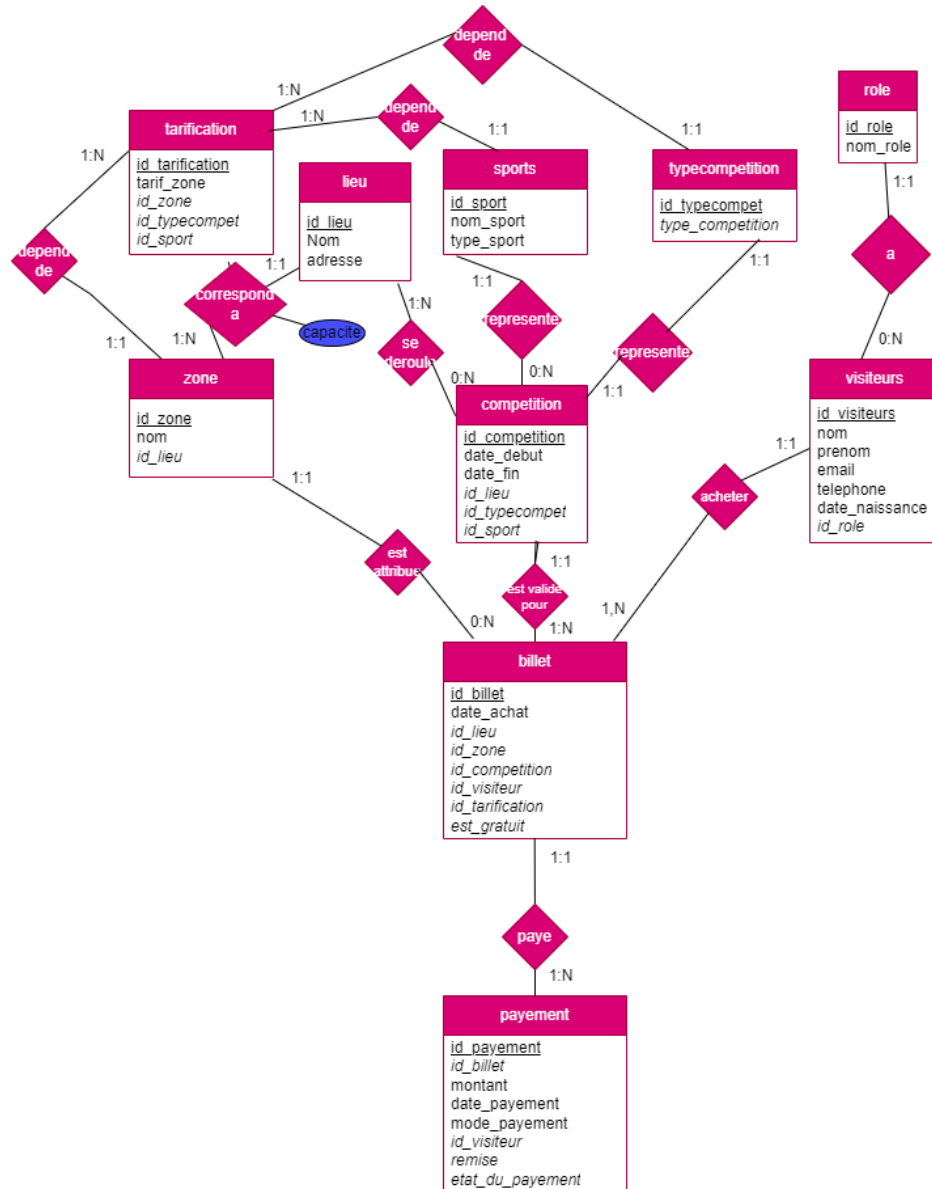 depend
de
role
id_role
nom_role
1:N
1:N
depend
de
1:1
1:1
1:1
tarification
id_tarification
tarif_zone
id_zone
id_typecompet
id_sport
1:N
lieu
id_lieu
Nom
adresse
sports
id_sport
nom_sport
type_sport
typecompetition
id_typecompet
type_competition
a
depend
de
1:1
correspond
a
capacite
1:1
1:1
1:N
represente
se
deroule
represente
1:1
1:N
0:N
0:N
1:1
0:N
zone
id_zone
nom
id_lieu
competition
id_competition
date_debut
date_fin
id_lieu
id_typecompet
id_sport
visiteurs
id_visiteurs
nom
prenom
email
telephone
date_naissance
id_role
1:1
1:1
acheter
est
attribue
1:1
est valide
pour
0:N
1:N
1,N
billet
id_billet
date_achat
id_lieu
id_zone
id_competition
id_visiteur
id_tarification
est_gratuit
1:1
paye
1:N
payement
id_payement
id_billet
montant
date_payement
mode_payement
id_visiteur
remise
etat_du_payement